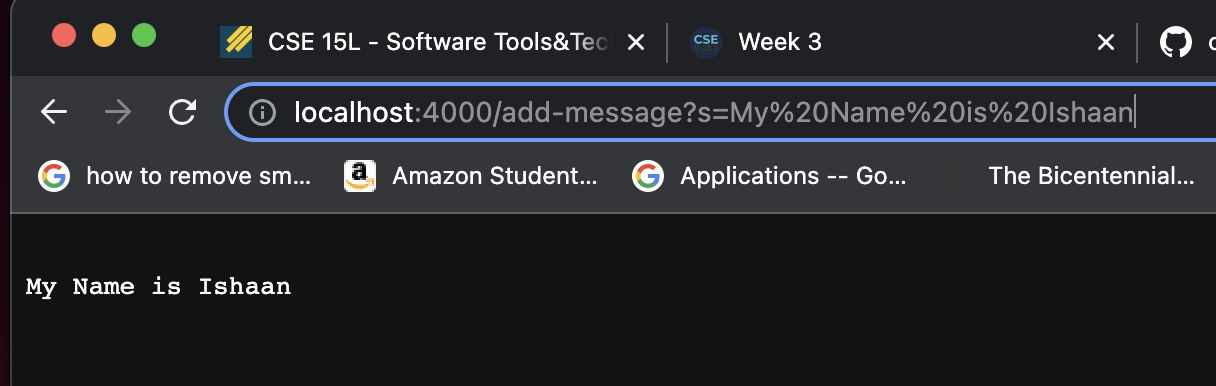 CSE 15L - Software Tools&Tec
CSE Week 3
localhost:4000/add-message?s=My%20Name%20is%20Ishaan
how to remove sm... Amazon Student... Applications -- Go... The Bicentennial...
My Name is Ishaan